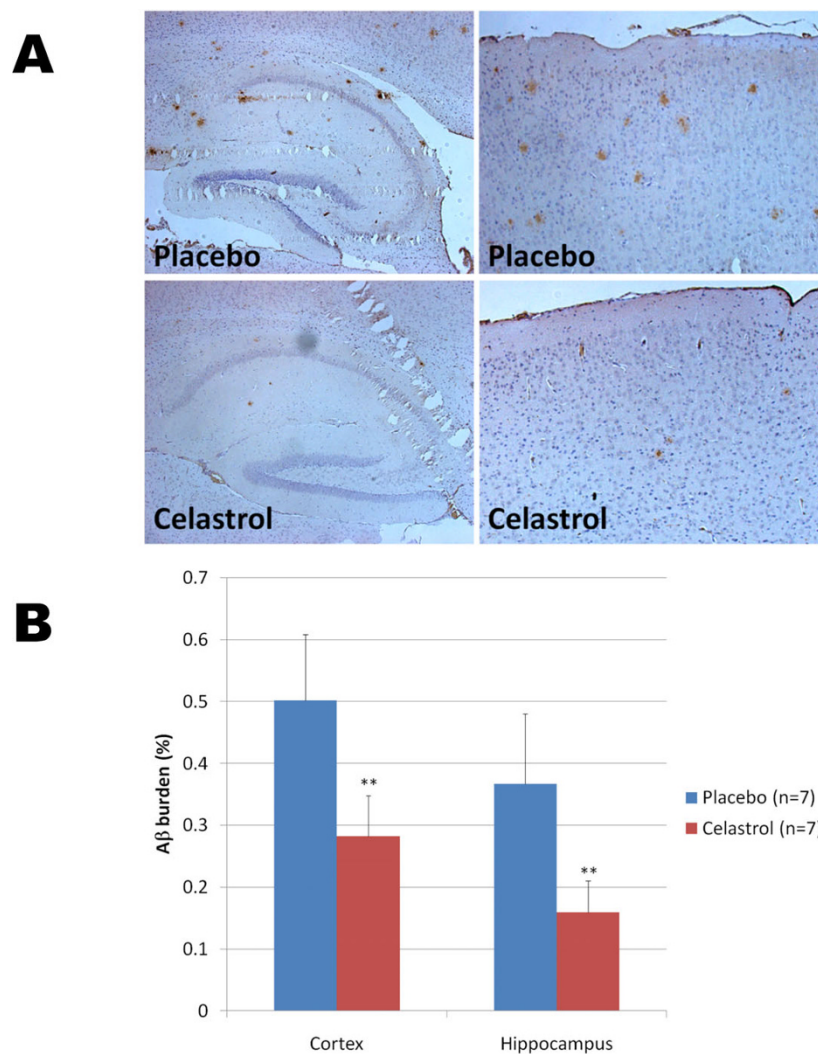 A
Placebo
Placebo
Celastrol
Celastrol
B
0.7
0.6
0.5
0.4
0.3
0.2
0.1
0
Aβ burden (%)
**
**
Cortex
Hippocampus
Placebo (n=7)
Celastrol (n=7)